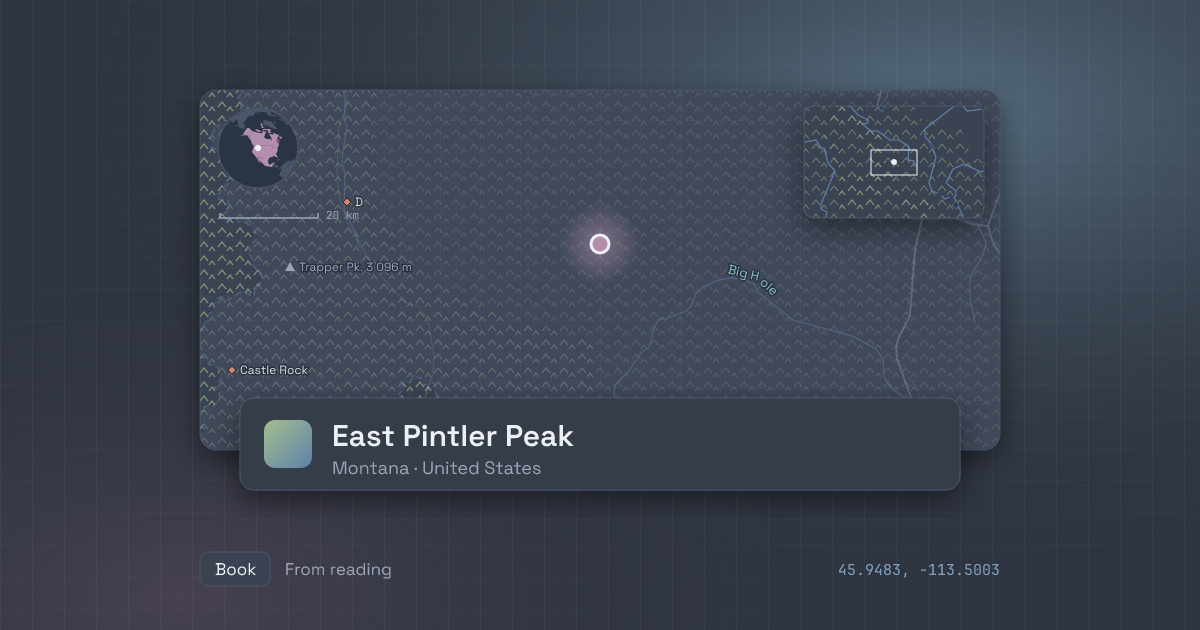 D
20 km
Trapper Pk. 3 096 m
Big Hole
Castle Rock
East Pintler Peak
Montana · United States
Book
From reading
45.9483, -113.5003